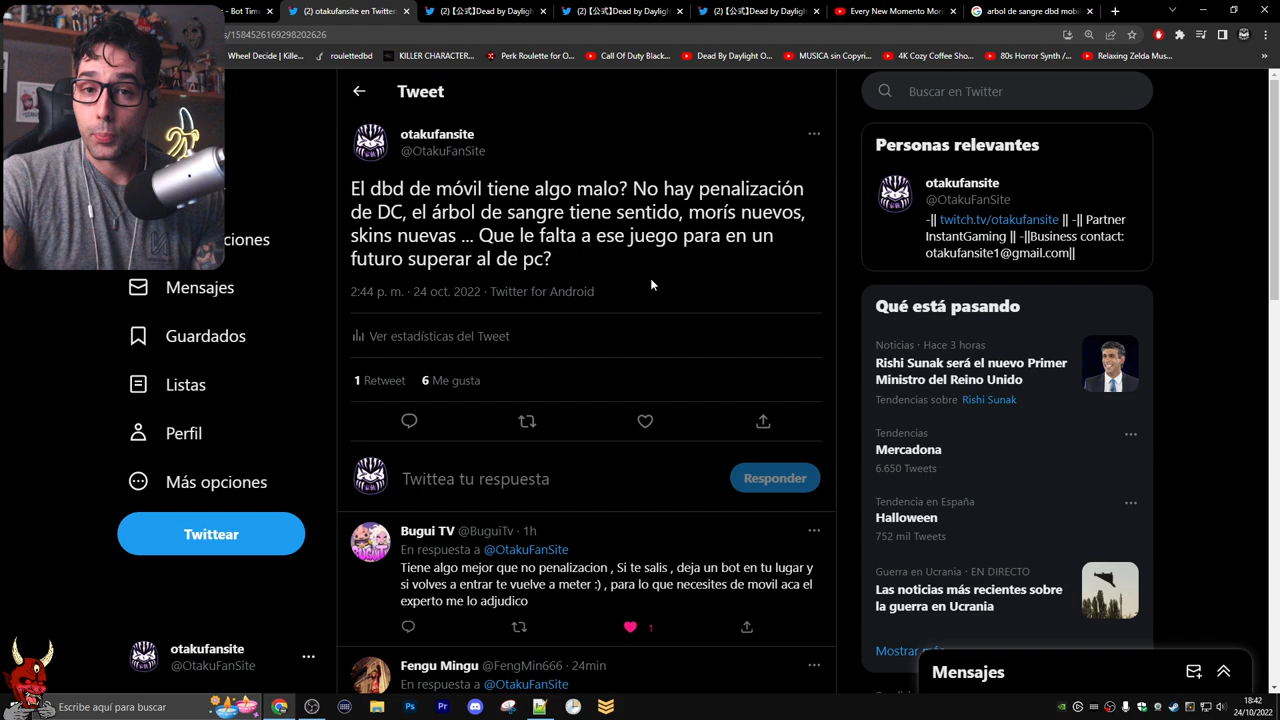 - Bot Time
(2) otakufansite en Twitter
(2) 【公式】Dead by Dayligh
(2) 【公式】Dead by Dayligh
(2) 【公式】Dead by Dayligh
Every New Momento Mori
arbol de sangre dbd mobil
s/1584526169298202626
Wheel Decide | Kille...
roulettedbd
KILLER CHARACTER...
Perk Roulette for O...
Call Of Duty Black...
Dead By Daylight O...
MUSICA sin Copyri...
4K Cozy Coffee Sho...
80s Horror Synth /...
Relaxing Zelda Mus...
»
Tweet
otakufansite
@OtakuFanSite
El dbd de móvil tiene algo malo? No hay penalización
de DC, el árbol de sangre tiene sentido, morís nuevos,
skins nuevas ... Que le falta a ese juego para en un
futuro superar al de pc?
2:44 p. m. · 24 oct. 2022 · Twitter for Android
Ver estadísticas del Tweet
1 Retweet 6 Me gusta
Twittea tu respuesta
Responder
Bugui TV @BuguiTv · 1h
En respuesta a @OtakuFanSite
Tiene algo mejor que no penalizacion , Si te salis , deja un bot en tu lugar y
si volves a entrar te vuelve a meter :) , para lo que necesites de movil aca el
experto me lo adjudico
1
Fengu Mingu @FengMin666 · 24min
En respuesta a @OtakuFanSite
ciones
Mensajes
Guardados
Listas
Perfil
Más opciones
Twittear
otakufansite
@OtakuFanSite
Buscar en Twitter
Personas relevantes
otakufansite
@OtakuFanSite
-|| twitch.tv/otakufansite || -|| Partner
InstantGaming || -||Business contact:
otakufansite1@gmail.com||
Qué está pasando
Noticias · Hace 3 horas
Rishi Sunak será el nuevo Primer
Ministro del Reino Unido
Tendencias sobre Rishi Sunak
Tendencias
Mercadona
6.650 Tweets
Tendencia en España
Halloween
752 mil Tweets
Guerra en Ucrania · EN DIRECTO
Las noticias más recientes sobre
la guerra en Ucrania
Mostrar
Mensajes
Escribe aquí para buscar
18:42
24/10/2022